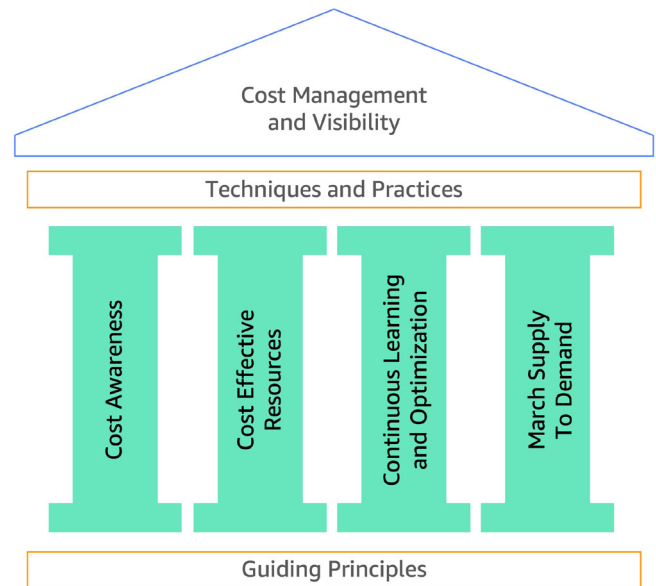 Cost Management
and Visibility
Techniques and Practices
Cost Awareness
Cost Effective
Resources
Continuous Learning
and Optimization
March Supply
To Demand
Guiding Principles